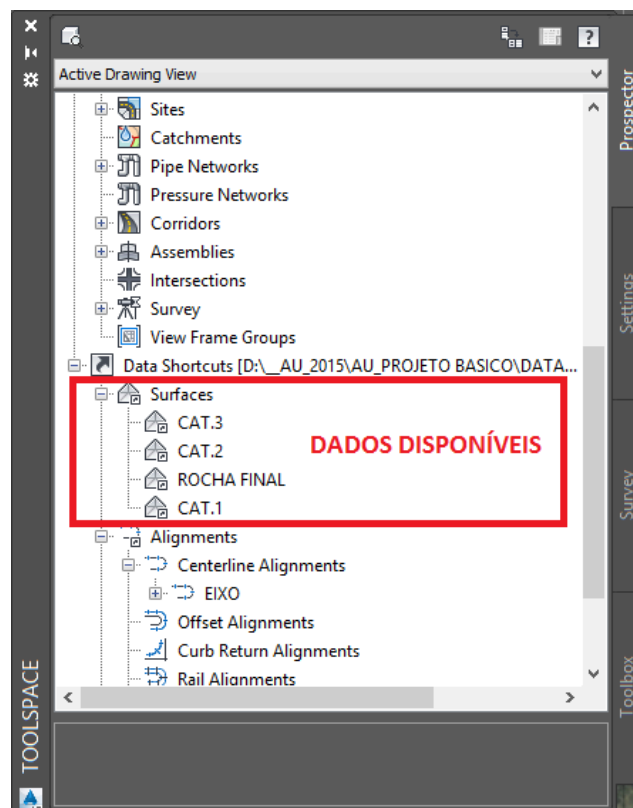 Active Drawing View
Prospector
Sites
Catchments
Pipe Networks
Pressure Networks
Corridors
Assemblies
Intersections
Settings
Survey
View Frame Groups
Data Shortcuts [D:\__AU_2015\AU_PROJETO BASICO\DATA...
Surfaces
CAT.3
CAT.2
DADOS DISPONÍVEIS
ROCHA FINAL
CAT.1
Survey
Alignments
Centerline Alignments
EIXO
Offset Alignments
Curb Return Alignments
Rail Alignments
Toolbox
TOOLSPACE